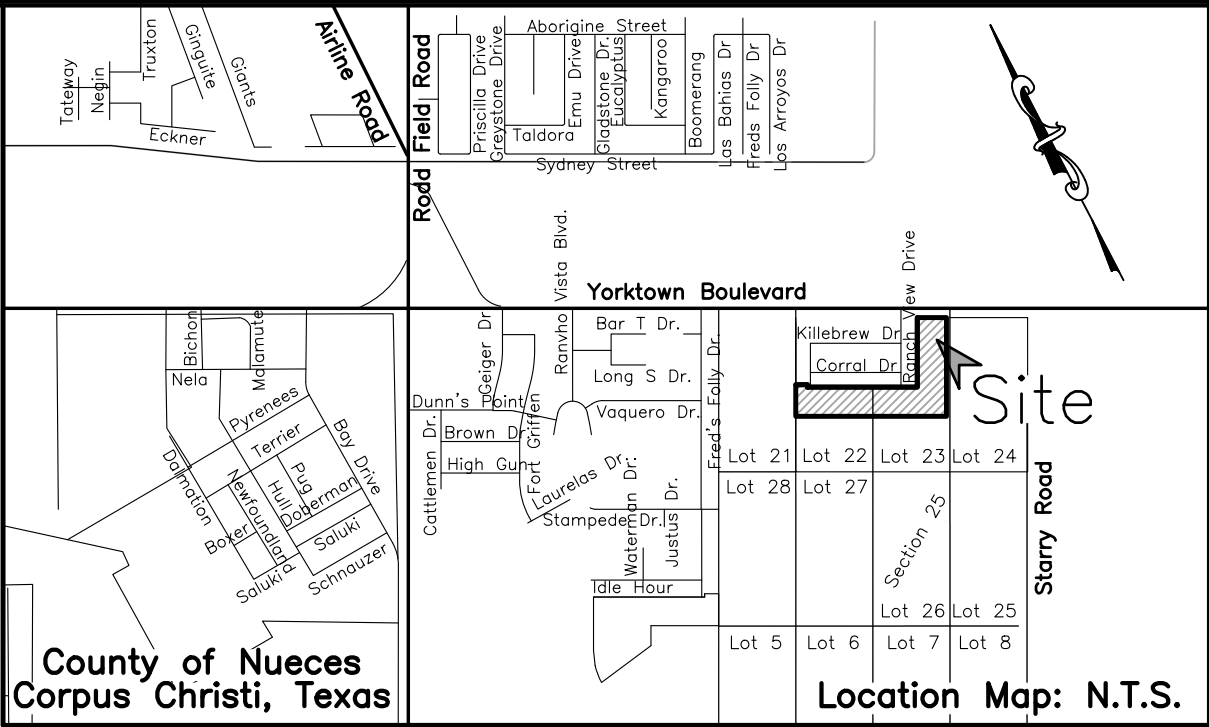 Tateway
Negin
Truxton
Ginguite
Giants
Eckner
Airline Road
Rodd Field Road
Priscilla Drive
Greystone Drive
Aborigine Street
Emu Drive
Taldora
Gladstone Dr.
Eucalyptus
Kangaroo
Boomerang
Las Bahias Dr
Freds Folly Dr
Los Arroyos Dr
Sydney Street
Yorktown Boulevard
Bichon
Malamute
Nela
Pyrenees
Terrier
Bay Drive
Dalmation
Newfoundland
Hull
Pug
Doberman
Boxer
Saluki
Saluki
Schnauzer
County of Nueces
Corpus Christi, Texas
Geiger Dr
Ranvho Vista Blvd.
Bar T Dr.
Long S Dr.
Dunn's Point
Vaquero Dr.
Fred's Folly Dr.
Brown Dr.
High Gun
Fort Griffen
Cattlemen Dr.
Laurelas Dr.
Stampede Dr.
Waterman Dr.
Justus Dr.
Idle Hour
Killebrew Dr
Corral Dr
Ranch View Drive
Site
Lot 21
Lot 22
Lot 23
Lot 24
Lot 28
Lot 27
Section 25
Lot 26
Lot 25
Lot 5
Lot 6
Lot 7
Lot 8
Starry Road
Location Map: N.T.S.